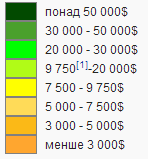 понад 50 000$
30 000 - 50 000$
20 000 - 30 000$
9 750[1]-20 000$
7 500 - 9 750$
5 000 - 7 500$
3 000 - 5 000$
менше 3 000$